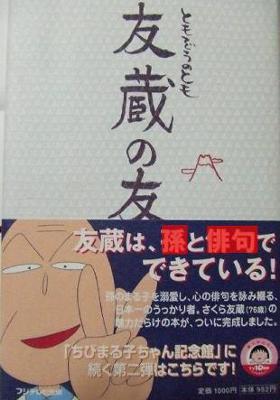 ともぞうのとも
友蔵の友
友蔵は、孫と俳句で
できている!
孫のまる子を溺愛し、心の俳句を詠み綴る、
日本一のうっかり者、さくら友蔵(76歳)の
魅力だらけの本が、ついに完成しました。
「ちびまる子ちゃん記念館」に
続く第二弾はこちらです!
フジテレビ出版
定価1000円 本体952円